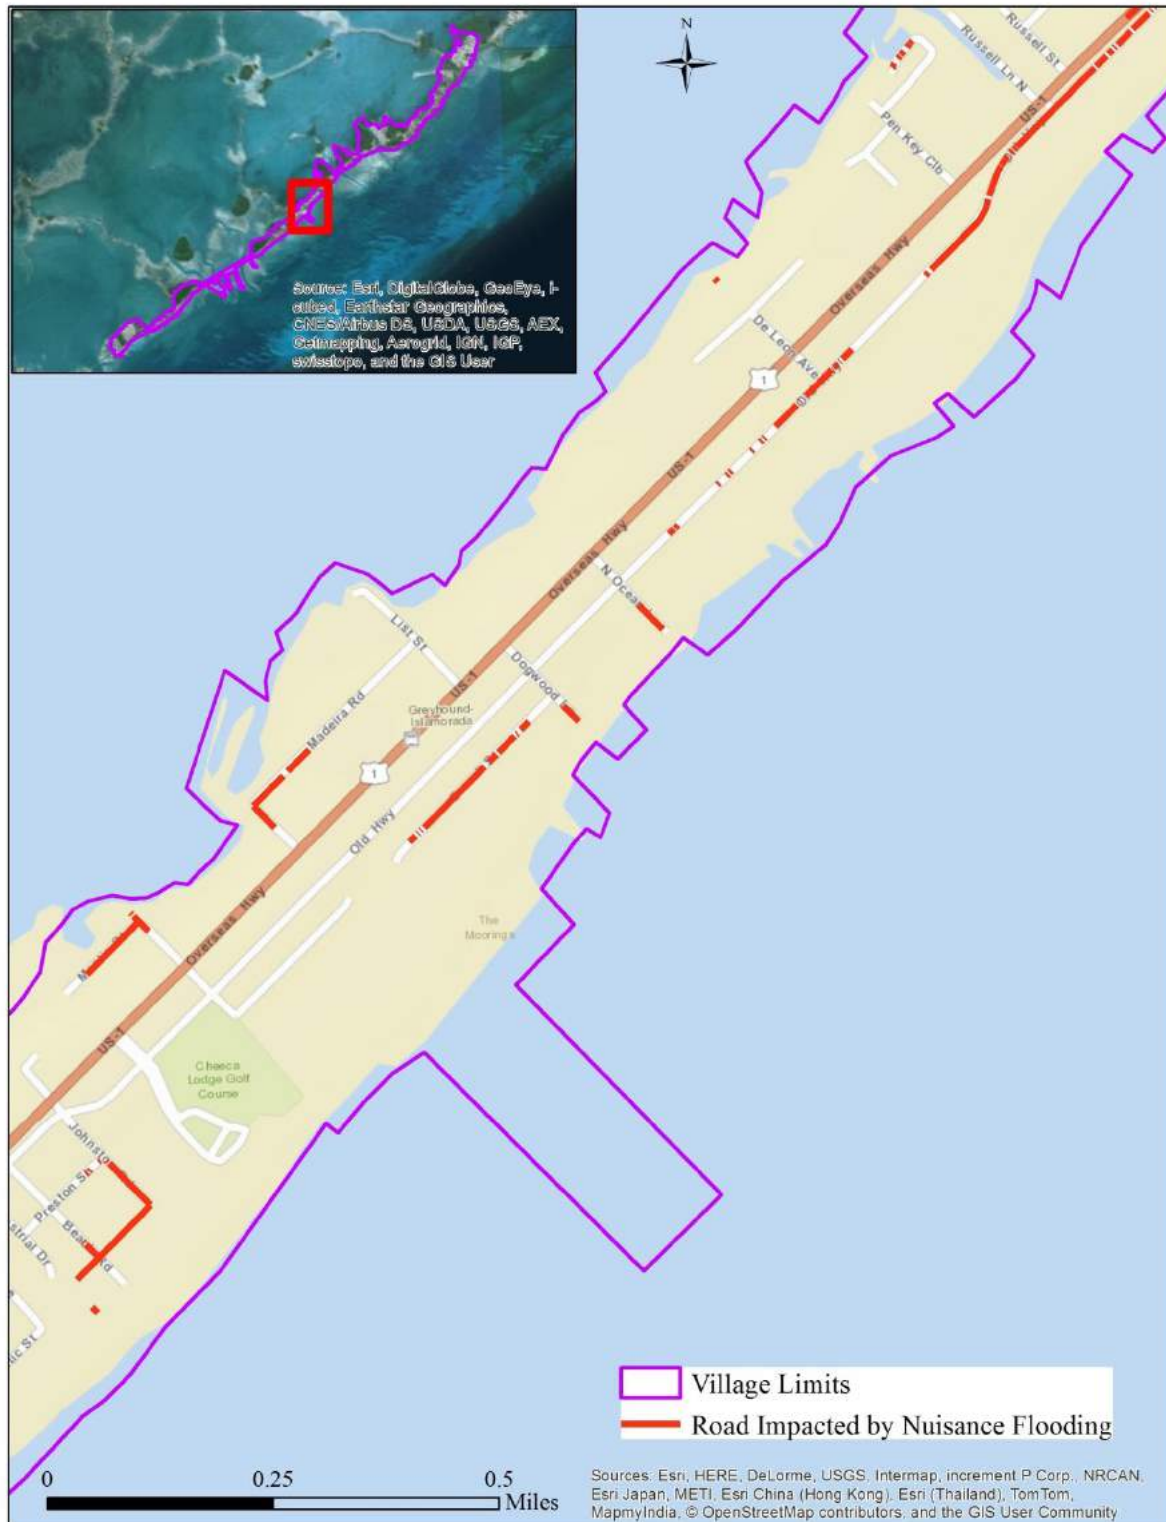 N
Source: Esri, DigitalGlobe, GeoEye, i-
cubed, Earthstar Geographics,
CNES/Airbus DS, USDA, USGS, AEX,
Getmapping, Aerogrid, IGN, IGP,
swisstopo, and the GIS User
Russell St
Russell Ln N
US-1
Pen Key Clb
Overseas Hwy
De Leon Ave
1
US-1
Overseas Hwy
N Ocean
List St
Dogwood L
US-1
Greyhound-
Islamorada
Madeira Rd
1
Old Hwy
The
Moorings
Overseas Hwy
US-1
Cheeca
Lodge Golf
Course
Johnston
Preston St
Beach Rd
strial Dr
St
Village Limits
Road Impacted by Nuisance Flooding
0 0.25 0.5
Miles
Sources: Esri, HERE, DeLorme, USGS, Intermap, increment P Corp., NRCAN,
Esri Japan, METI, Esri China (Hong Kong), Esri (Thailand), TomTom,
MapmyIndia, © OpenStreetMap contributors, and the GIS User Community